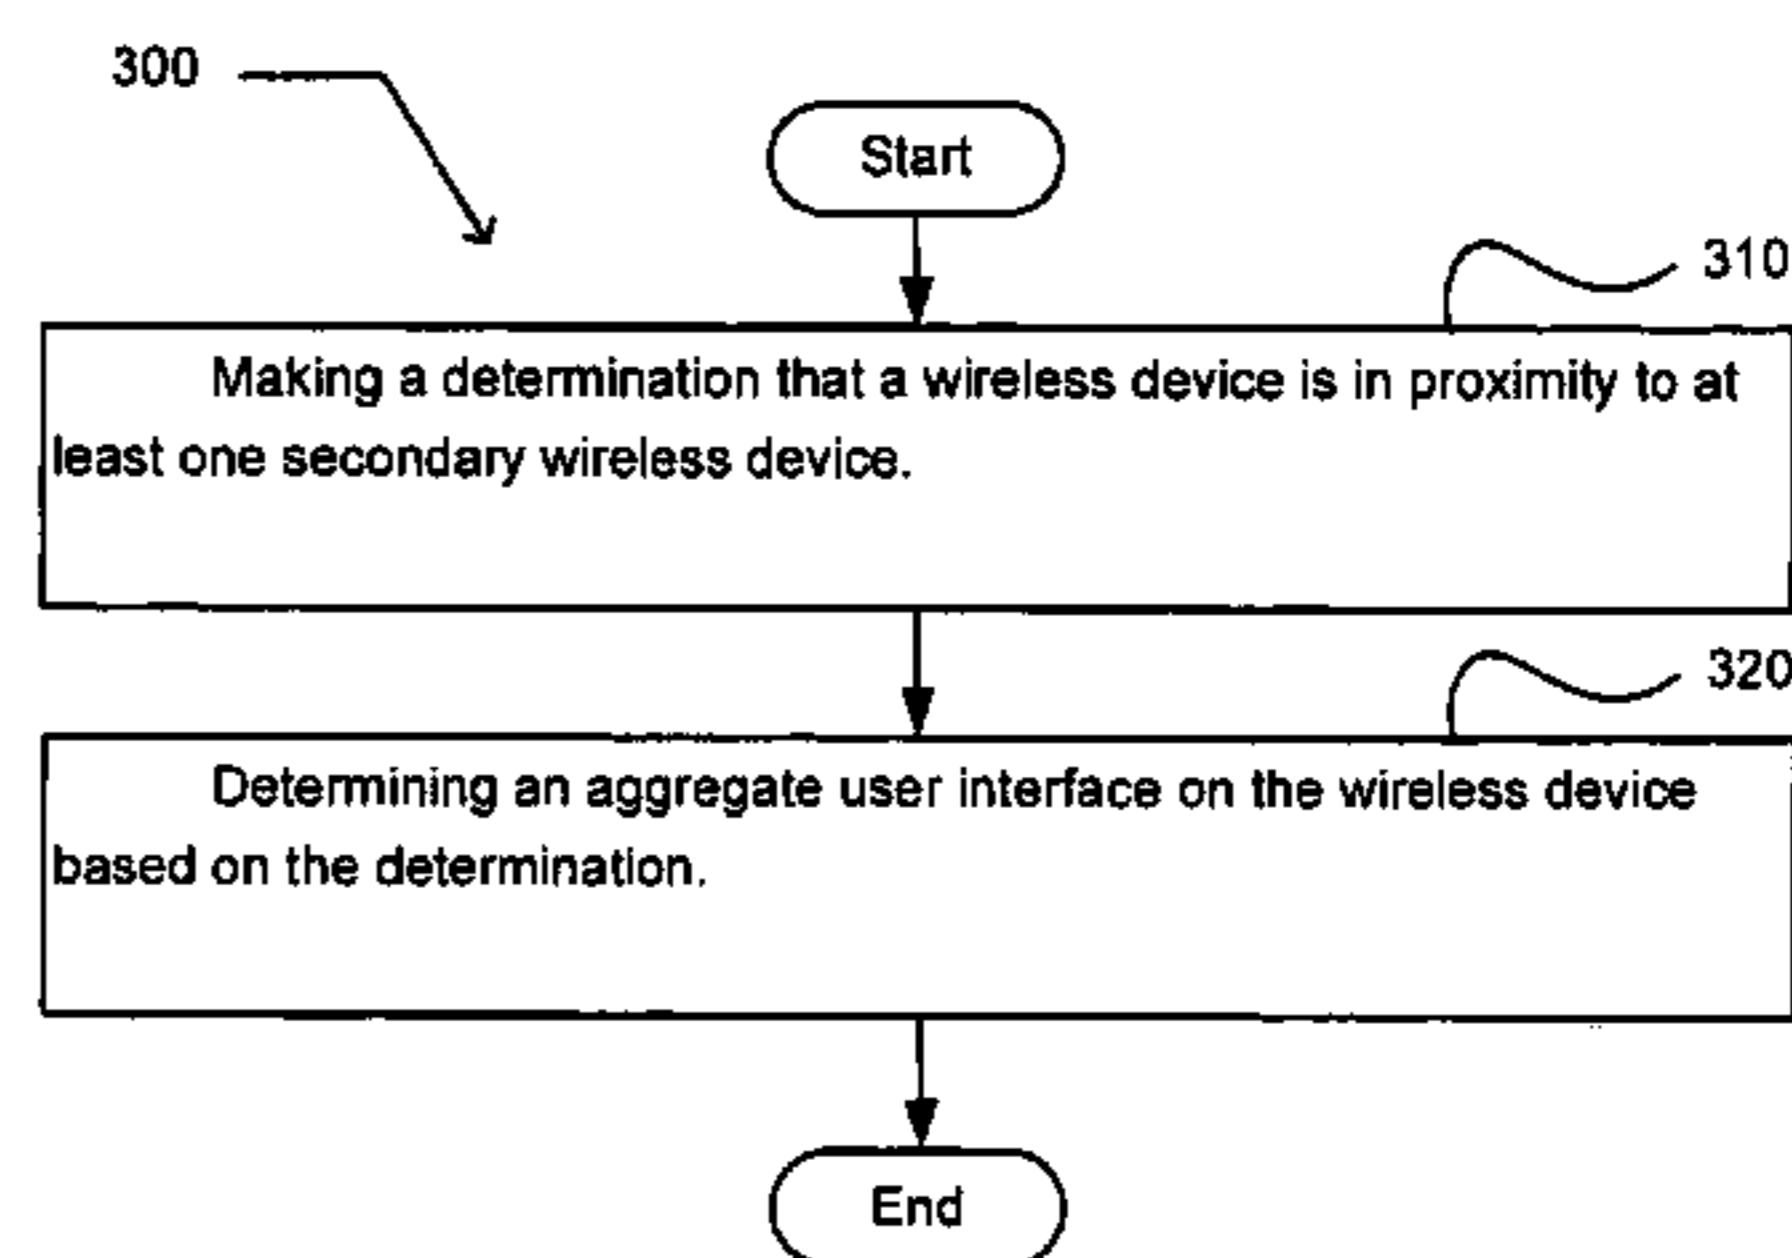 300
Start
310
Making a determination that a wireless device is in proximity to at
least one secondary wireless device.
320
Determining an aggregate user interface on the wireless device
based on the determination.
End